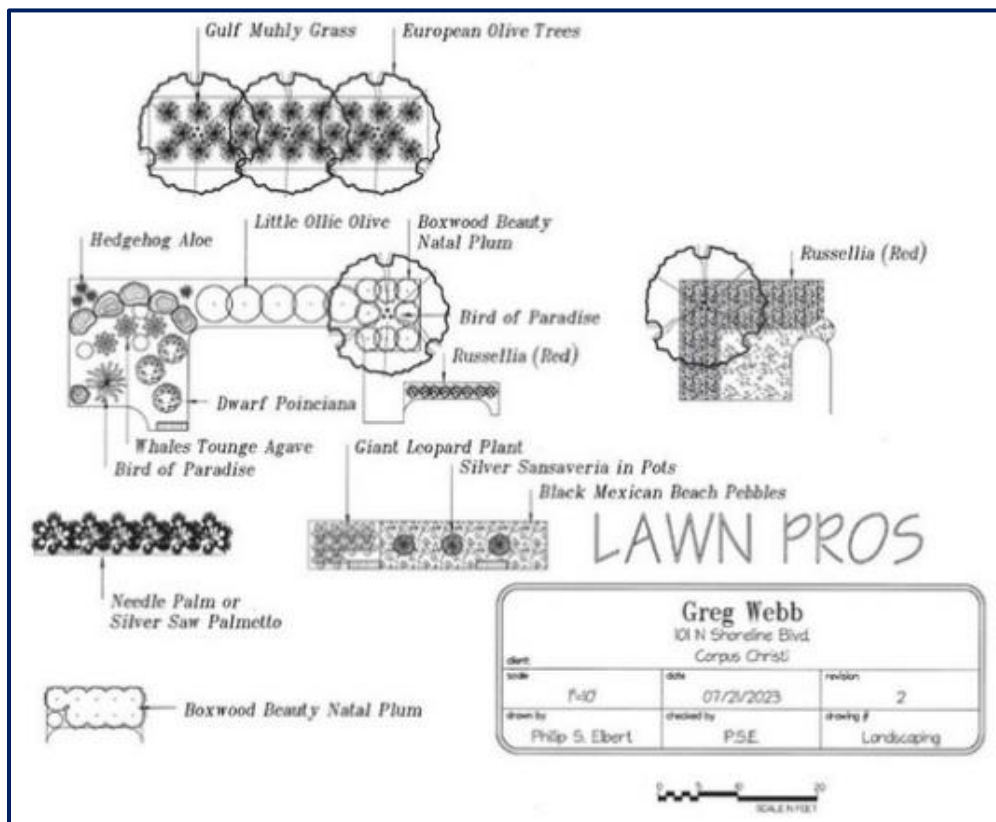 Gulf Muhly Grass
European Olive Trees
Little Ollie Olive
Boxwood Beauty
Natal Plum
Hedgehog Aloe
Russellia (Red)
Bird of Paradise
Russellia (Red)
Dwarf Poinciana
Whales Tounge Agave
Bird of Paradise
Giant Leopard Plant
Silver Sansaveria in Pots
Black Mexican Beach Pebbles
LAWN PROS
Needle Palm or
Silver Saw Palmetto
Boxwood Beauty Natal Plum
Greg Webb
101 N Shoreline Blvd.
Corpus Christi
client
scale
1"=10'
date
07/21/2023
revision
2
drawn by
Philip S. Elbert
checked by
P.S.E.
drawing #
Landscaping
0 5 10 20
SCALE IN FEET